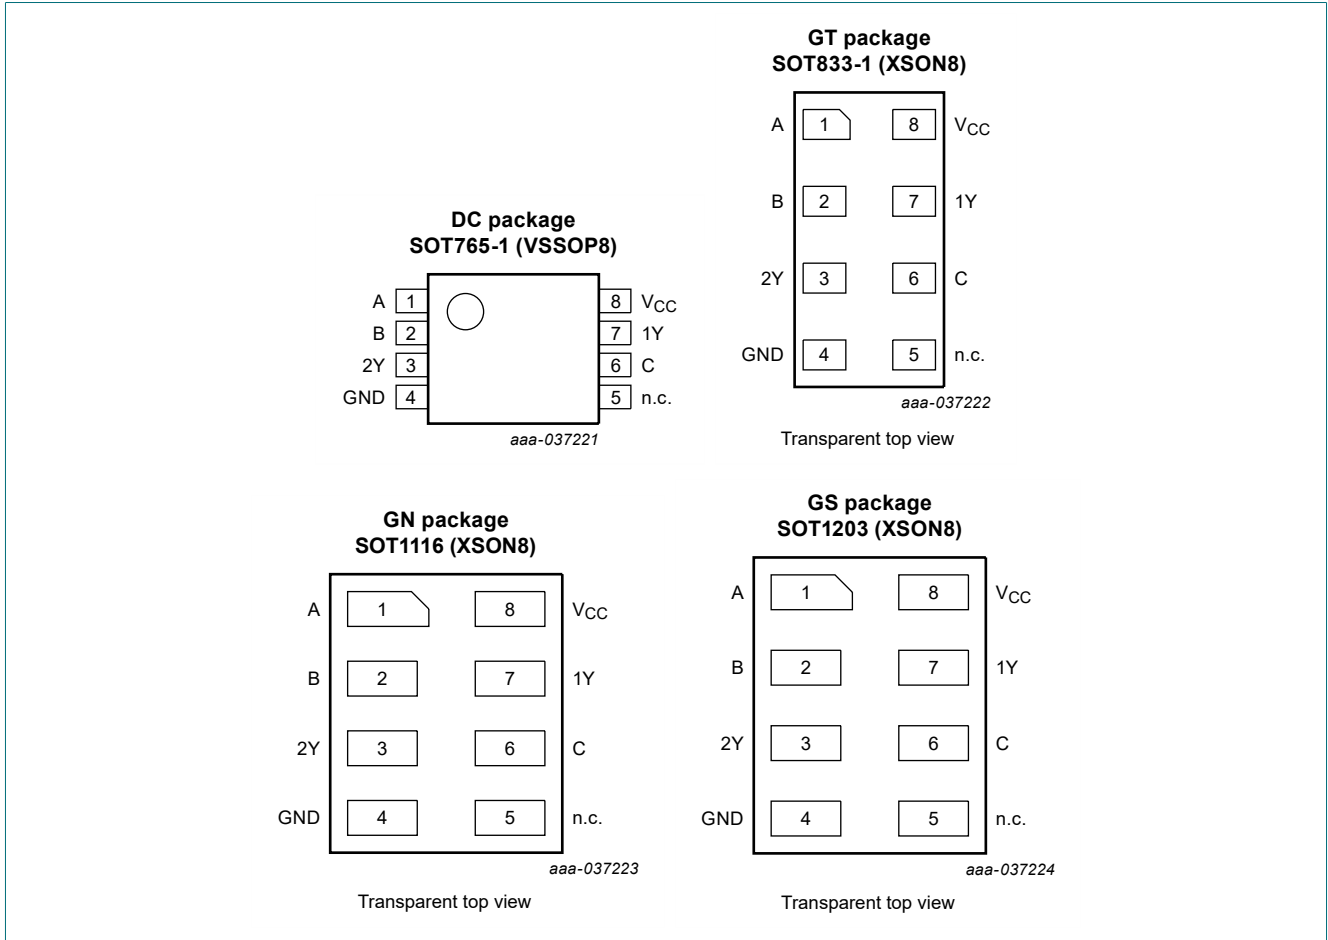 DC package
SOT765-1 (VSSOP8)
A 1 8 VCC
B 2 7 1Y
2Y 3 6 C
GND 4 5 n.c.
aaa-037221
GT package
SOT833-1 (XSON8)
A 1 8 VCC
B 2 7 1Y
2Y 3 6 C
GND 4 5 n.c.
aaa-037222
Transparent top view
GN package
SOT1116 (XSON8)
A 1 8 VCC
B 2 7 1Y
2Y 3 6 C
GND 4 5 n.c.
aaa-037223
Transparent top view
GS package
SOT1203 (XSON8)
A 1 8 VCC
B 2 7 1Y
2Y 3 6 C
GND 4 5 n.c.
aaa-037224
Transparent top view